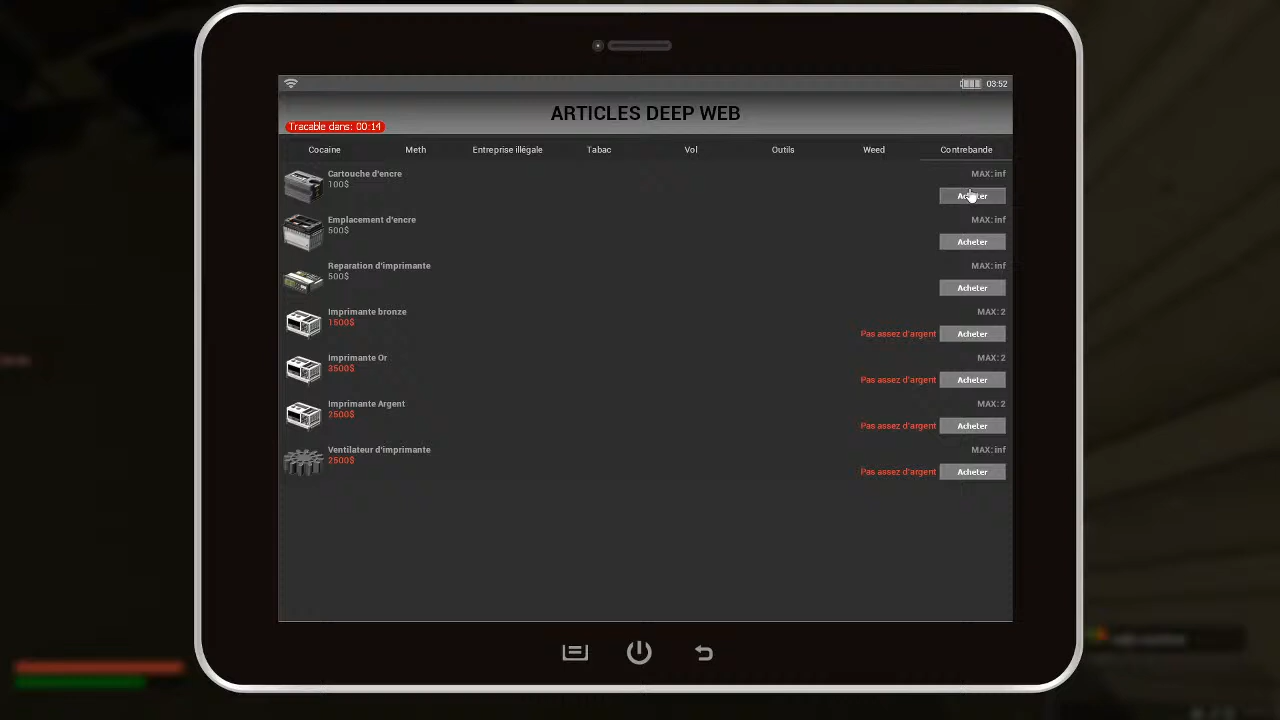 03:52
ARTICLES DEEP WEB
Tracable dans: 00:14
Cocaine Meth Entreprise illégale Tabac Vol Outils Weed Contrebande
Cartouche d'encre MAX: inf
100$
Acheter
Emplacement d'encre MAX: inf
500$
Acheter
Reparation d'imprimante MAX: inf
500$
Acheter
Imprimante bronze MAX: 2
1500$
Pas assez d'argent Acheter
Imprimante Or MAX: 2
3500$
Pas assez d'argent Acheter
Imprimante Argent MAX: 2
2500$
Pas assez d'argent Acheter
Ventilateur d'imprimante MAX: inf
2500$
Pas assez d'argent Acheter